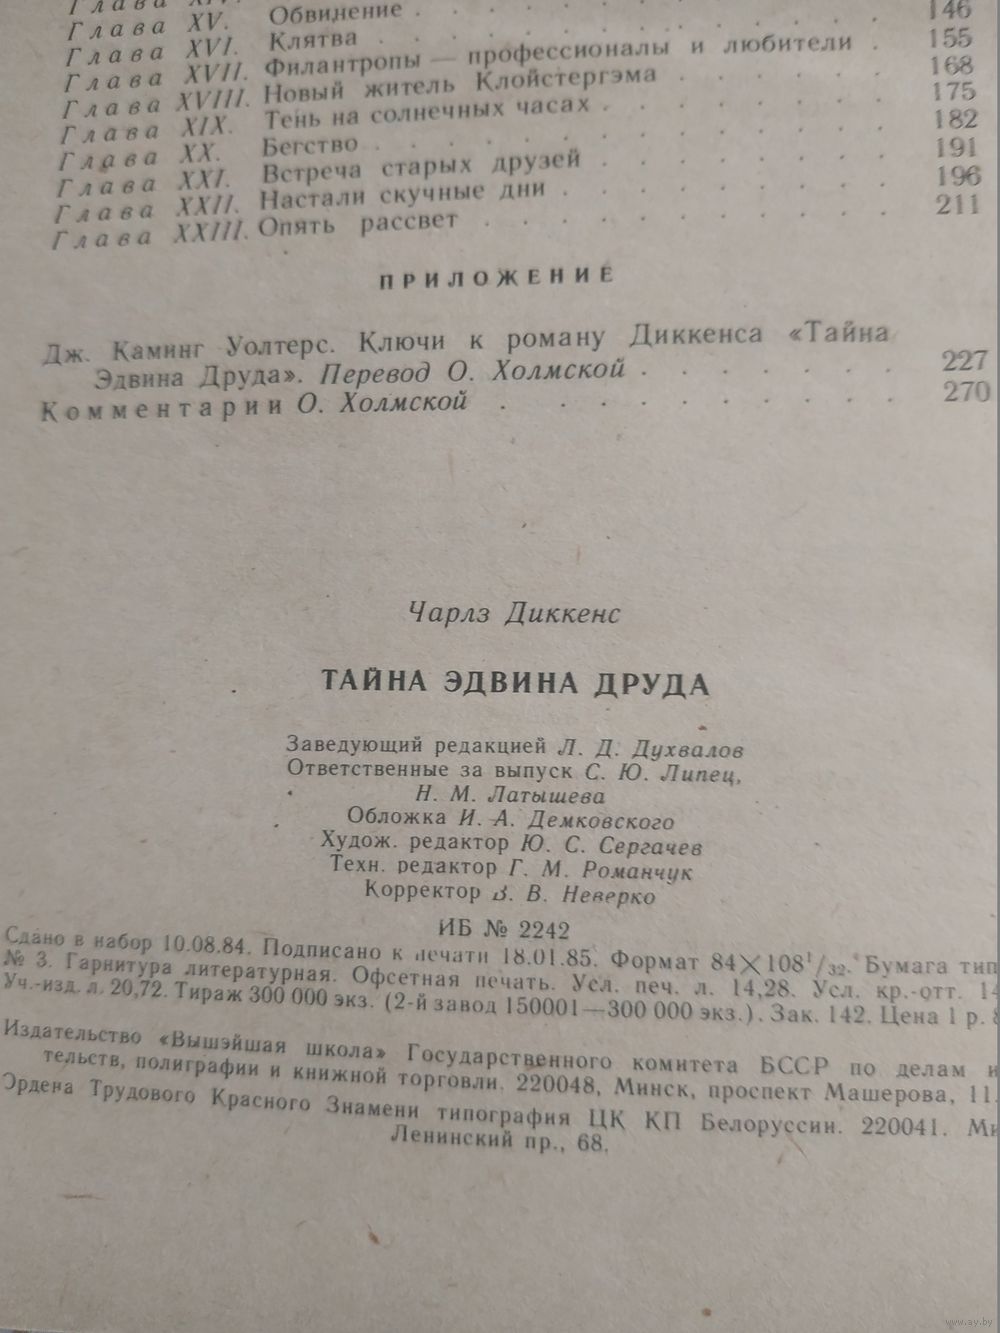 Глава
Глава XV. Обвинение . . . . . . . . . . 146
Глава XVI. Клятва . . . . . . . . . . 155
Глава XVII. Филантропы — профессионалы и любители . 168
Глава XVIII. Новый житель Клойстергэма . . . . . . 175
Глава XIX. Тень на солнечных часах . . . . . . . 182
Глава XX. Бегство . . . . . . . . . . 191
Глава XXI. Встреча старых друзей . . . . . . . 196
Глава XXII. Настали скучные дни . . . . . . . . 211
Глава XXIII. Опять рассвет . . . . . . . . .
ПРИЛОЖЕНИЕ
Дж. Каминг Уолтерс. Ключи к роману Диккенса «Тайна
Эдвина Друда». Перевод О. Холмской . . . . . . . 227
Комментарии О. Холмской . . . . . . . . . 270
Чарлз Диккенс
ТАЙНА ЭДВИНА ДРУДА
Заведующий редакцией Л. Д. Духвалов
Ответственные за выпуск С. Ю. Липец,
Н. М. Латышева
Обложка И. А. Демковского
Худож. редактор Ю. С. Сергачев
Техн. редактор Г. М. Романчук
Корректор В. В. Неверко
ИБ № 2242
Сдано в набор 10.08.84. Подписано к печати 18.01.85. Формат 84×108¹/₃₂. Бумага тип
№ 3. Гарнитура литературная. Офсетная печать. Усл. печ. л. 14,28. Усл. кр.-отт. 14
Уч.-изд. л. 20,72. Тираж 300 000 экз. (2-й завод 150001—300 000 экз.). Зак. 142. Цена 1 р.
Издательство «Вышэйшая школа» Государственного комитета БССР по делам и
тельств, полиграфии и книжной торговли. 220048, Минск, проспект Машерова, 11.
Ордена Трудового Красного Знамени типография ЦК КП Белоруссии. 220041. Ми
Ленинский пр., 68.
www.ay.by